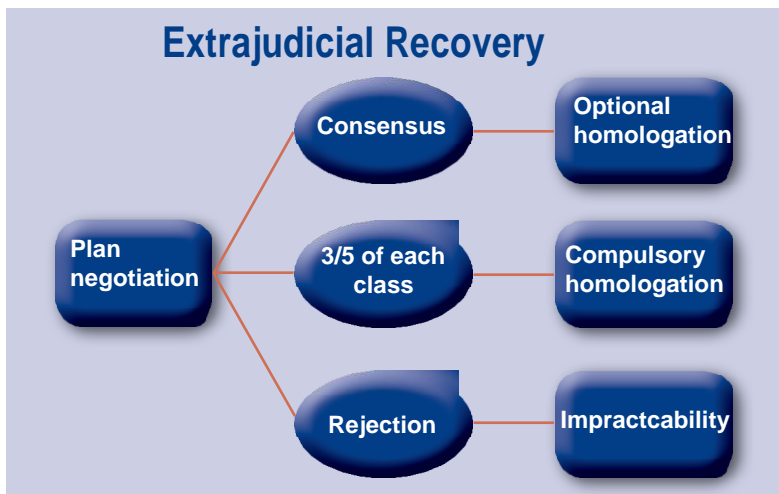 Extrajudicial Recovery
Consensus
Optional
homologation
Plan
negotiation
3/5 of each
class
Compulsory
homologation
Rejection
Impractcability